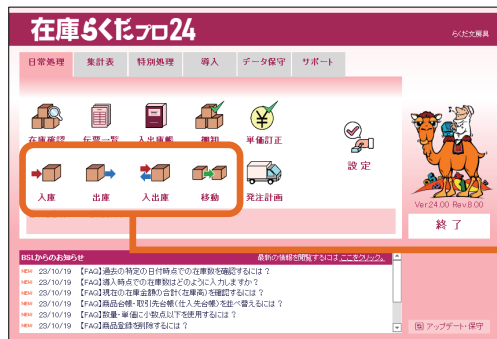 在庫らくだプロ24
らくだ文房具
日常処理 集計表 特別処理 導入 データ保守 サポート
在庫確認 伝票一覧 入出庫帳 棚卸 単価訂正
設定
入庫 出庫 入出庫 移動 発注計画
Ver24.00 Rev8.00
終了
BSLからのお知らせ 最新の情報を閲覧するには ここをクリック。
NEW 23/10/19 【FAQ】過去の特定の日付時点での在庫数を確認するには？
NEW 23/10/19 【FAQ】導入時点での在庫数はどのように入力しますか？
NEW 23/10/19 【FAQ】現在の在庫金額の合計(在庫高)を確認するには？
NEW 23/10/19 【FAQ】商品台帳・取引先台帳(仕入先台帳)を並べ替えるには？
NEW 23/10/19 【FAQ】数量・単価に小数点以下を使用するには？
NEW 23/10/19 【FAQ】商品登録を削除するには？
アップデート・保守